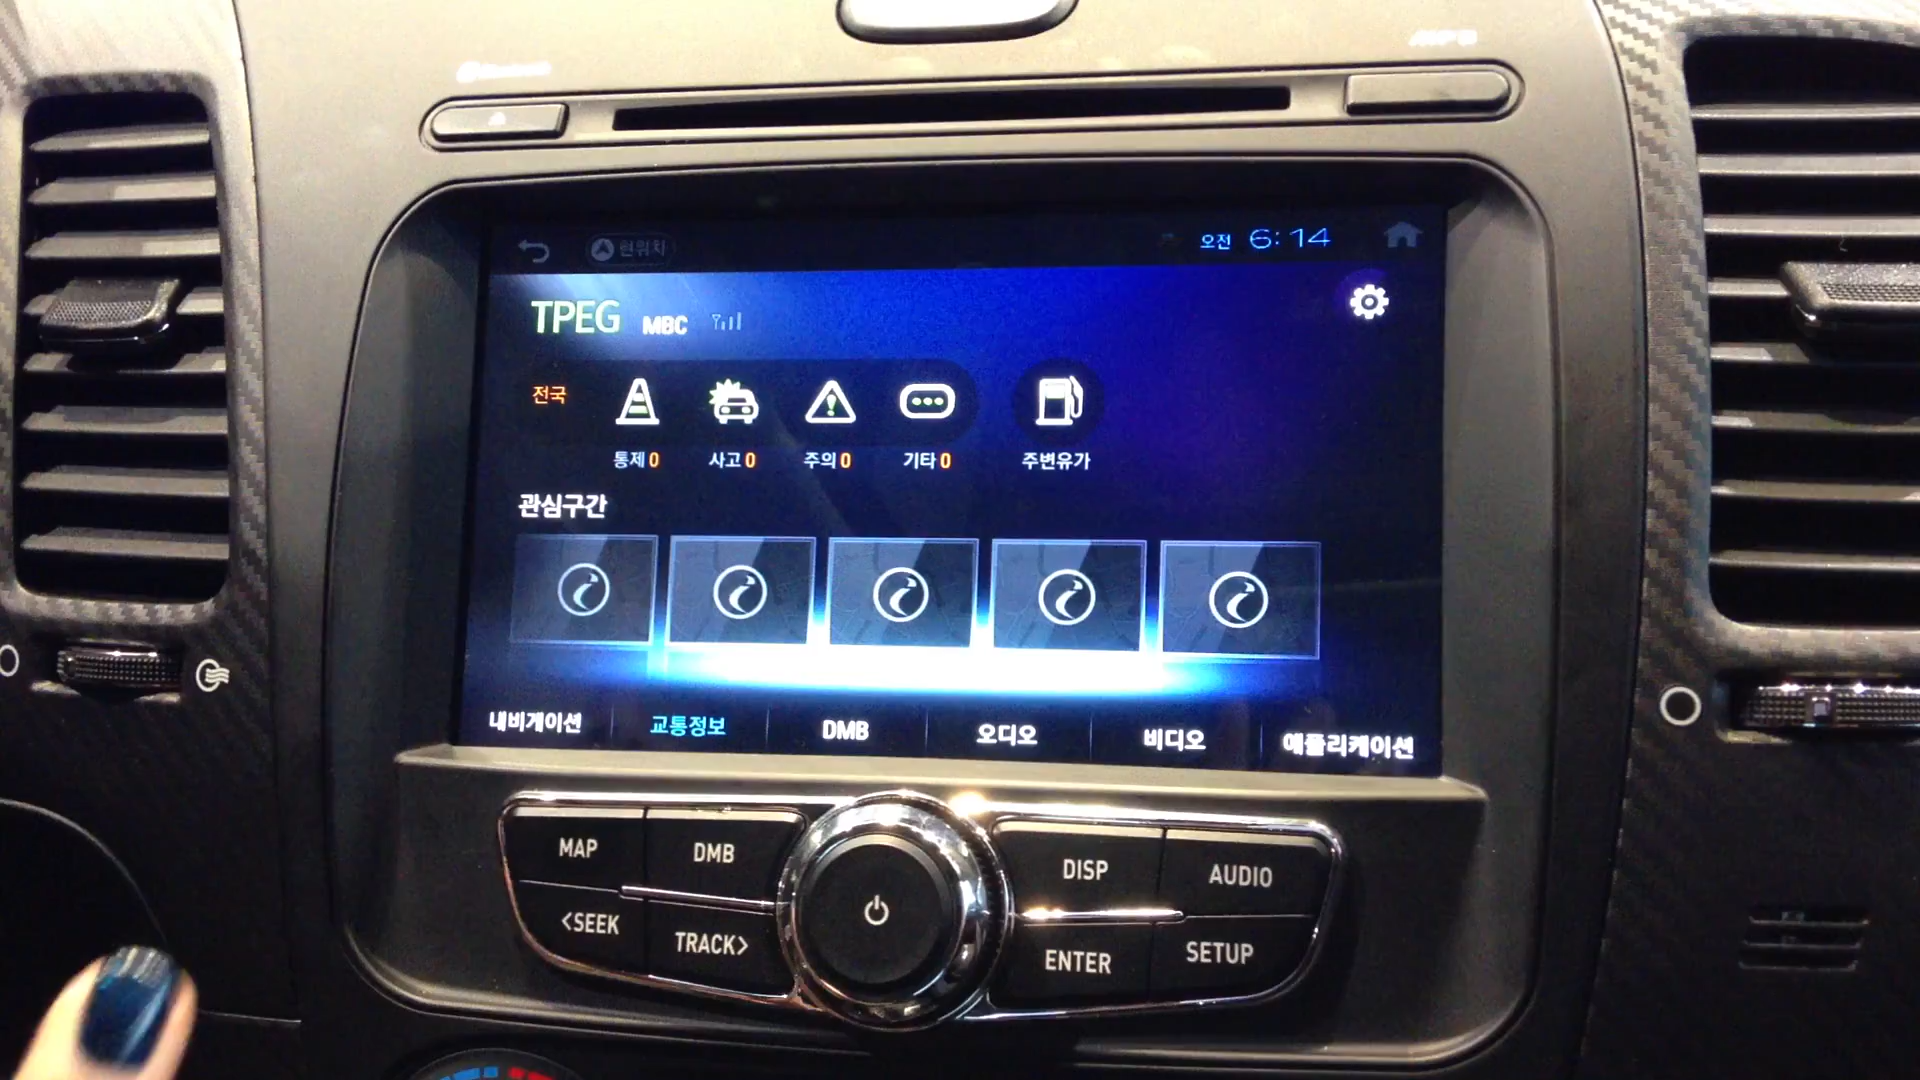 현위치
오전 6:14
TPEG MBC
전국
통제 0 사고 0 주의 0 기타 0 주변유가
관심구간
내비게이션 교통정보 DMB 오디오 비디오 애플리케이션
MAP DMB DISP AUDIO
<SEEK TRACK> ENTER SETUP